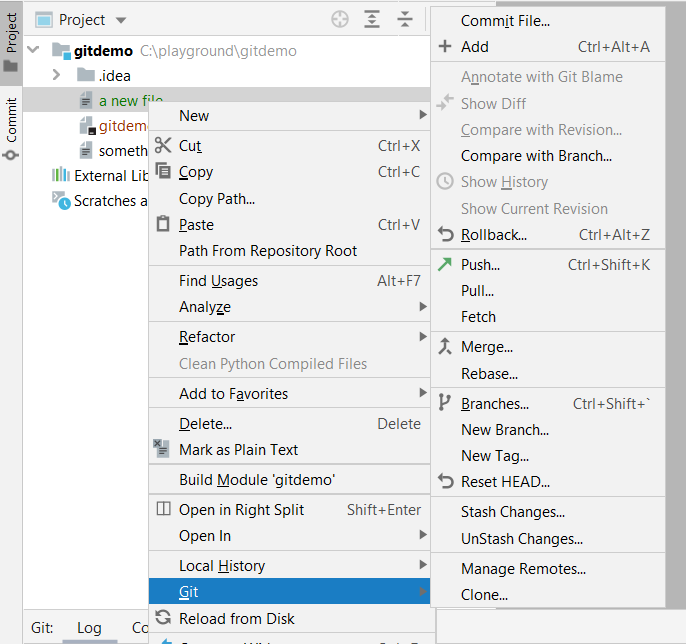 Project
Commit
Project
gitdemo C:\playground\gitdemo
.idea
a new file
gitdem
someth
External Lib
Scratches a
New
Cut Ctrl+X
Copy Ctrl+C
Copy Path...
Paste Ctrl+V
Path From Repository Root
Find Usages Alt+F7
Analyze
Refactor
Clean Python Compiled Files
Add to Favorites
Delete... Delete
Mark as Plain Text
Build Module 'gitdemo'
Open in Right Split Shift+Enter
Open In
Local History
Git
Reload from Disk
Commit File...
Add Ctrl+Alt+A
Annotate with Git Blame
Show Diff
Compare with Revision...
Compare with Branch...
Show History
Show Current Revision
Rollback... Ctrl+Alt+Z
Push... Ctrl+Shift+K
Pull...
Fetch
Merge...
Rebase...
Branches... Ctrl+Shift+`
New Branch...
New Tag...
Reset HEAD...
Stash Changes...
UnStash Changes...
Manage Remotes...
Clone...
Git: Log Co